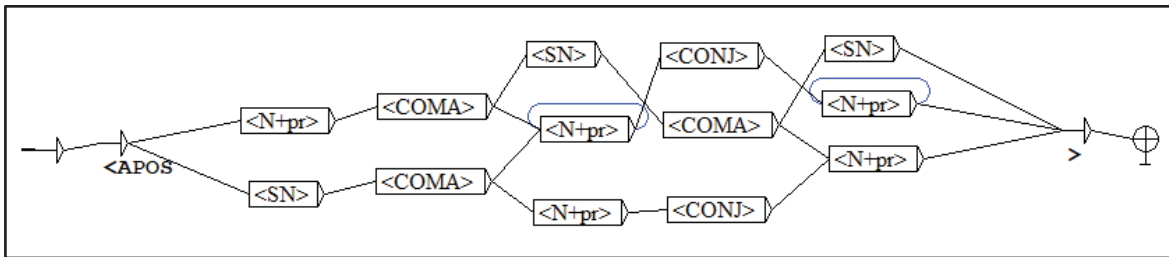 <SN>
<CONJ>
<SN>
<N+pr>
<COMA>
<N+pr>
<COMA>
<N+pr>
<APOS
<SN>
<COMA>
<N+pr>
<CONJ>
<N+pr>
>